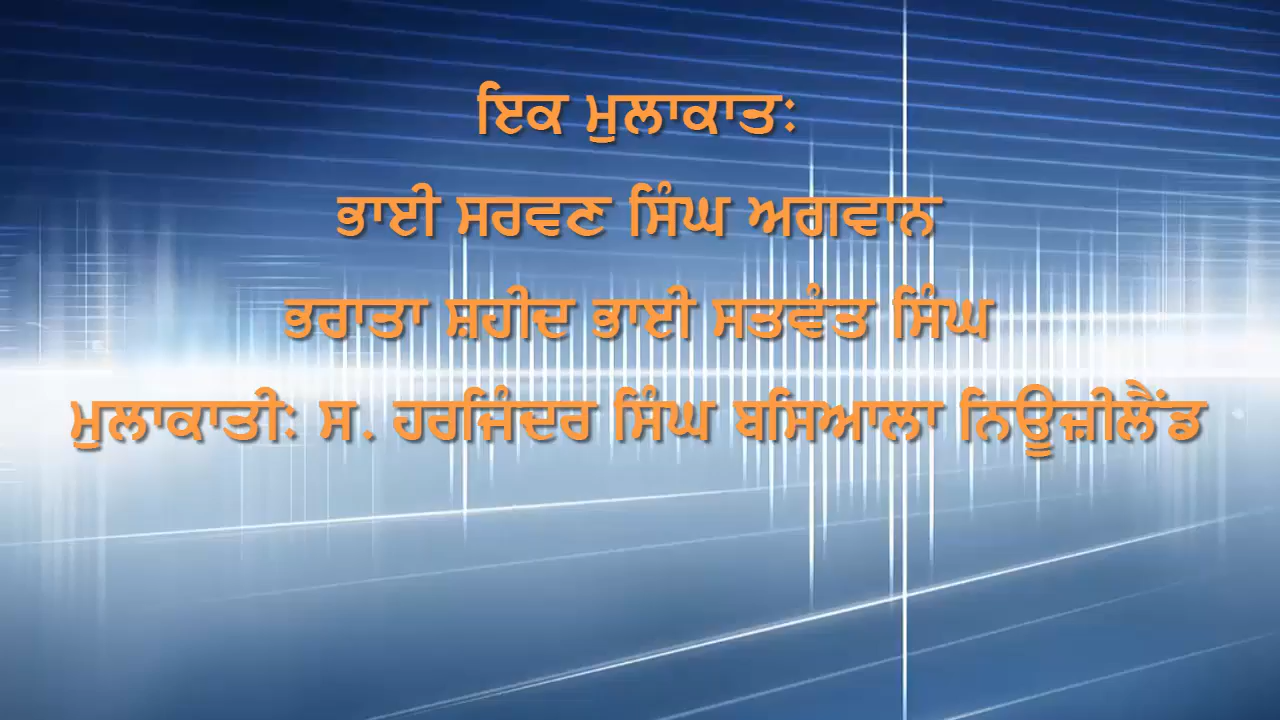 ਇਕ ਮੁਲਾਕਾਤ:
ਭਾਈ ਸਰਵਣ ਸਿੰਘ ਅਗਵਾਨ
ਭਰਾਤਾ ਸ਼ਹੀਦ ਭਾਈ ਸਤਵੰਤ ਸਿੰਘ
ਮੁਲਾਕਾਤੀ: ਸ. ਹਰਜਿੰਦਰ ਸਿੰਘ ਬਸਿਆਲਾ ਨਿਊਜ਼ੀਲੈਂਡ